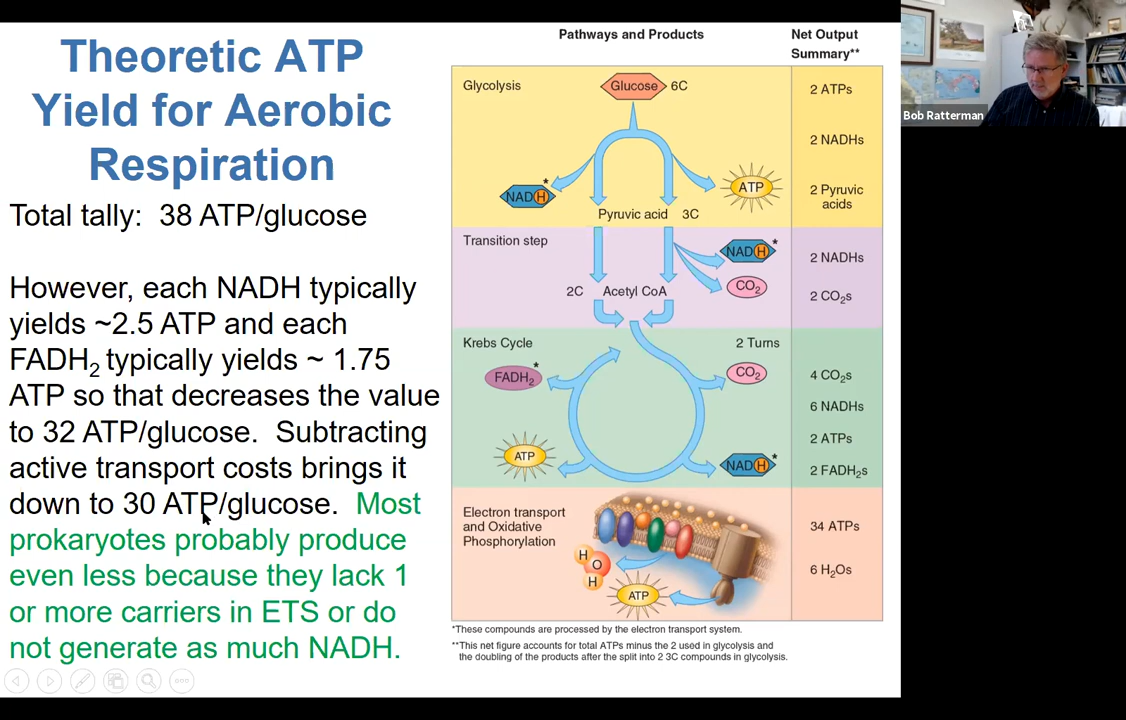 Theoretic ATP
Yield for Aerobic
Respiration
Total tally: 38 ATP/glucose
However, each NADH typically
yields ~2.5 ATP and each
FADH₂ typically yields ~ 1.75
ATP so that decreases the value
to 32 ATP/glucose. Subtracting
active transport costs brings it
down to 30 ATP/glucose. Most
prokaryotes probably produce
even less because they lack 1
or more carriers in ETS or do
not generate as much NADH.
Pathways and Products
Net Output
Summary**
Glycolysis
Glucose 6C
2 ATPs
2 NADHs
NADH *
ATP
2 Pyruvic
acids
Pyruvic acid 3C
Transition step
NADH *
2 NADHs
CO₂
2C Acetyl CoA
2 CO₂s
Krebs Cycle
2 Turns
FADH₂ *
CO₂
4 CO₂s
6 NADHs
2 ATPs
ATP
NADH *
2 FADH₂s
Electron transport
and Oxidative
Phosphorylation
34 ATPs
H
O
H
6 H₂Os
ATP
*These compounds are processed by the electron transport system.
**This net figure accounts for total ATPs minus the 2 used in glycolysis and
the doubling of the products after the split into 2 3C compounds in glycolysis.
Bob Ratterman